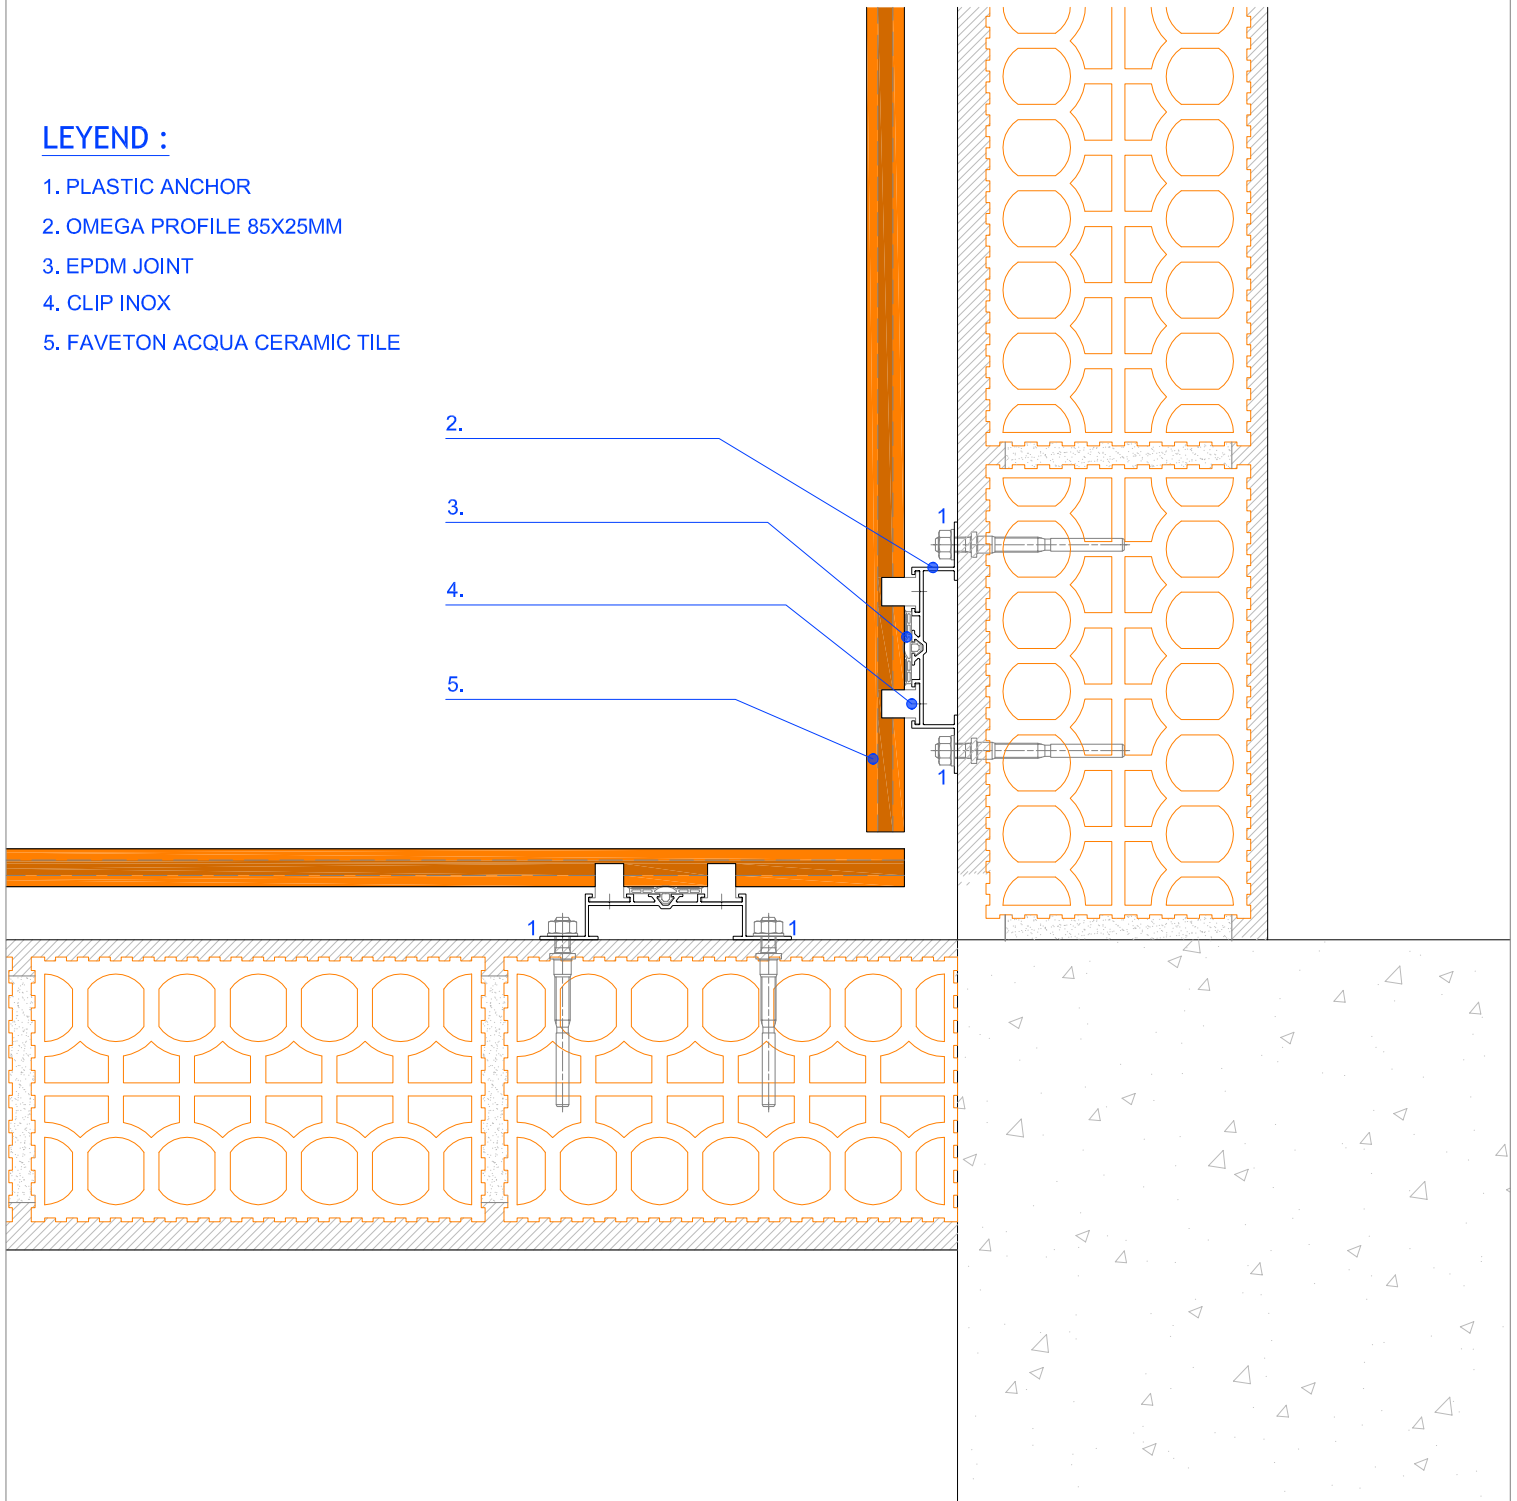 LEYEND :
1. PLASTIC ANCHOR
2. OMEGA PROFILE 85X25MM
3. EPDM JOINT
4. CLIP INOX
5. FAVETON ACQUA CERAMIC TILE
2.
3.
1
4.
5.
1
1
1